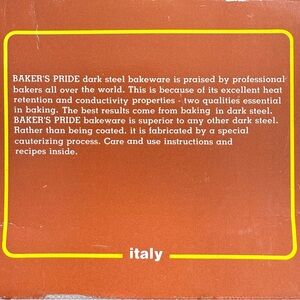 BAKER'S PRIDE dark steel bakeware is praised by professional
bakers all over the world. This is because of its excellent heat
retention and conductivity properties - two qualities essential
in baking. The best results come from baking in dark steel.
BAKER'S PRIDE bakeware is superior to any other dark steel.
Rather than being coated, it is fabricated by a special
cauterizing process. Care and use instructions and
recipes inside.
italy